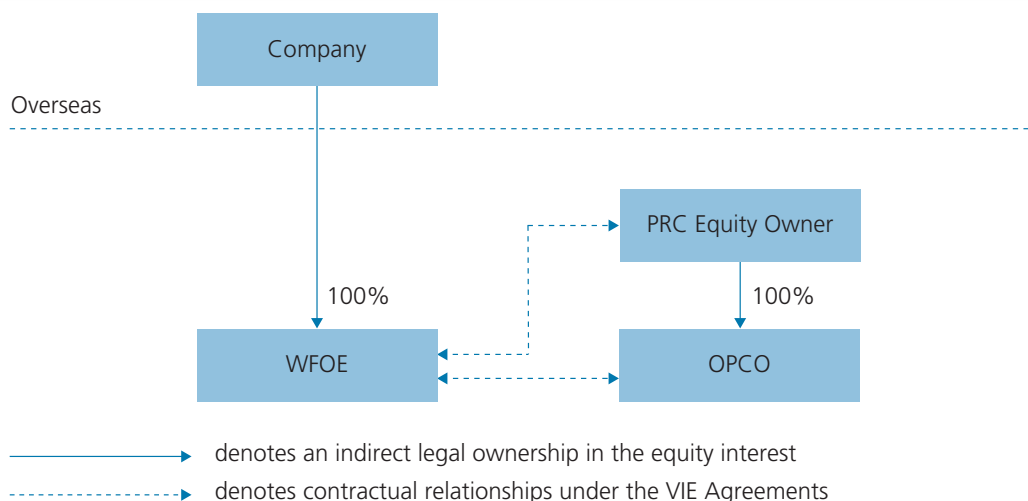 Company
Overseas
PRC Equity Owner
100%
100%
WFOE
OPCO
denotes an indirect legal ownership in the equity interest
denotes contractual relationships under the VIE Agreements